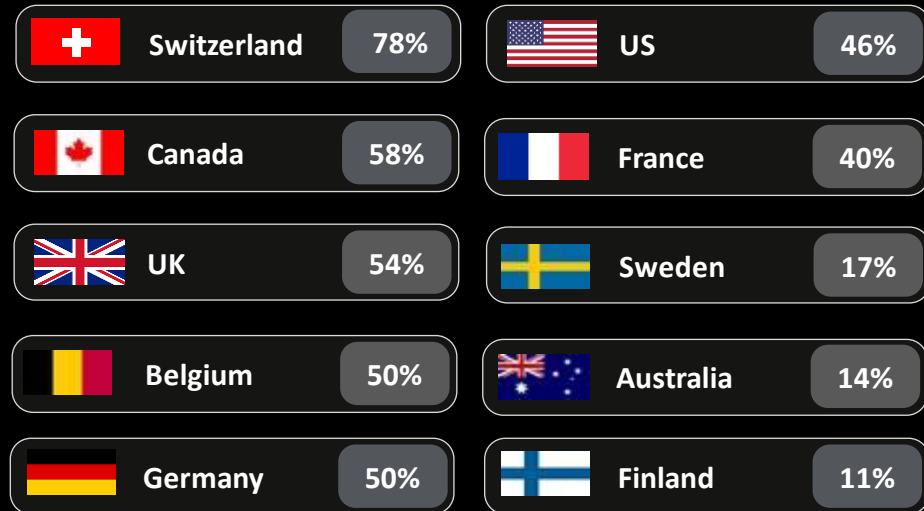 Switzerland 78%
Canada 58%
UK 54%
Belgium 50%
Germany 50%
US 46%
France 40%
Sweden 17%
Australia 14%
Finland 11%